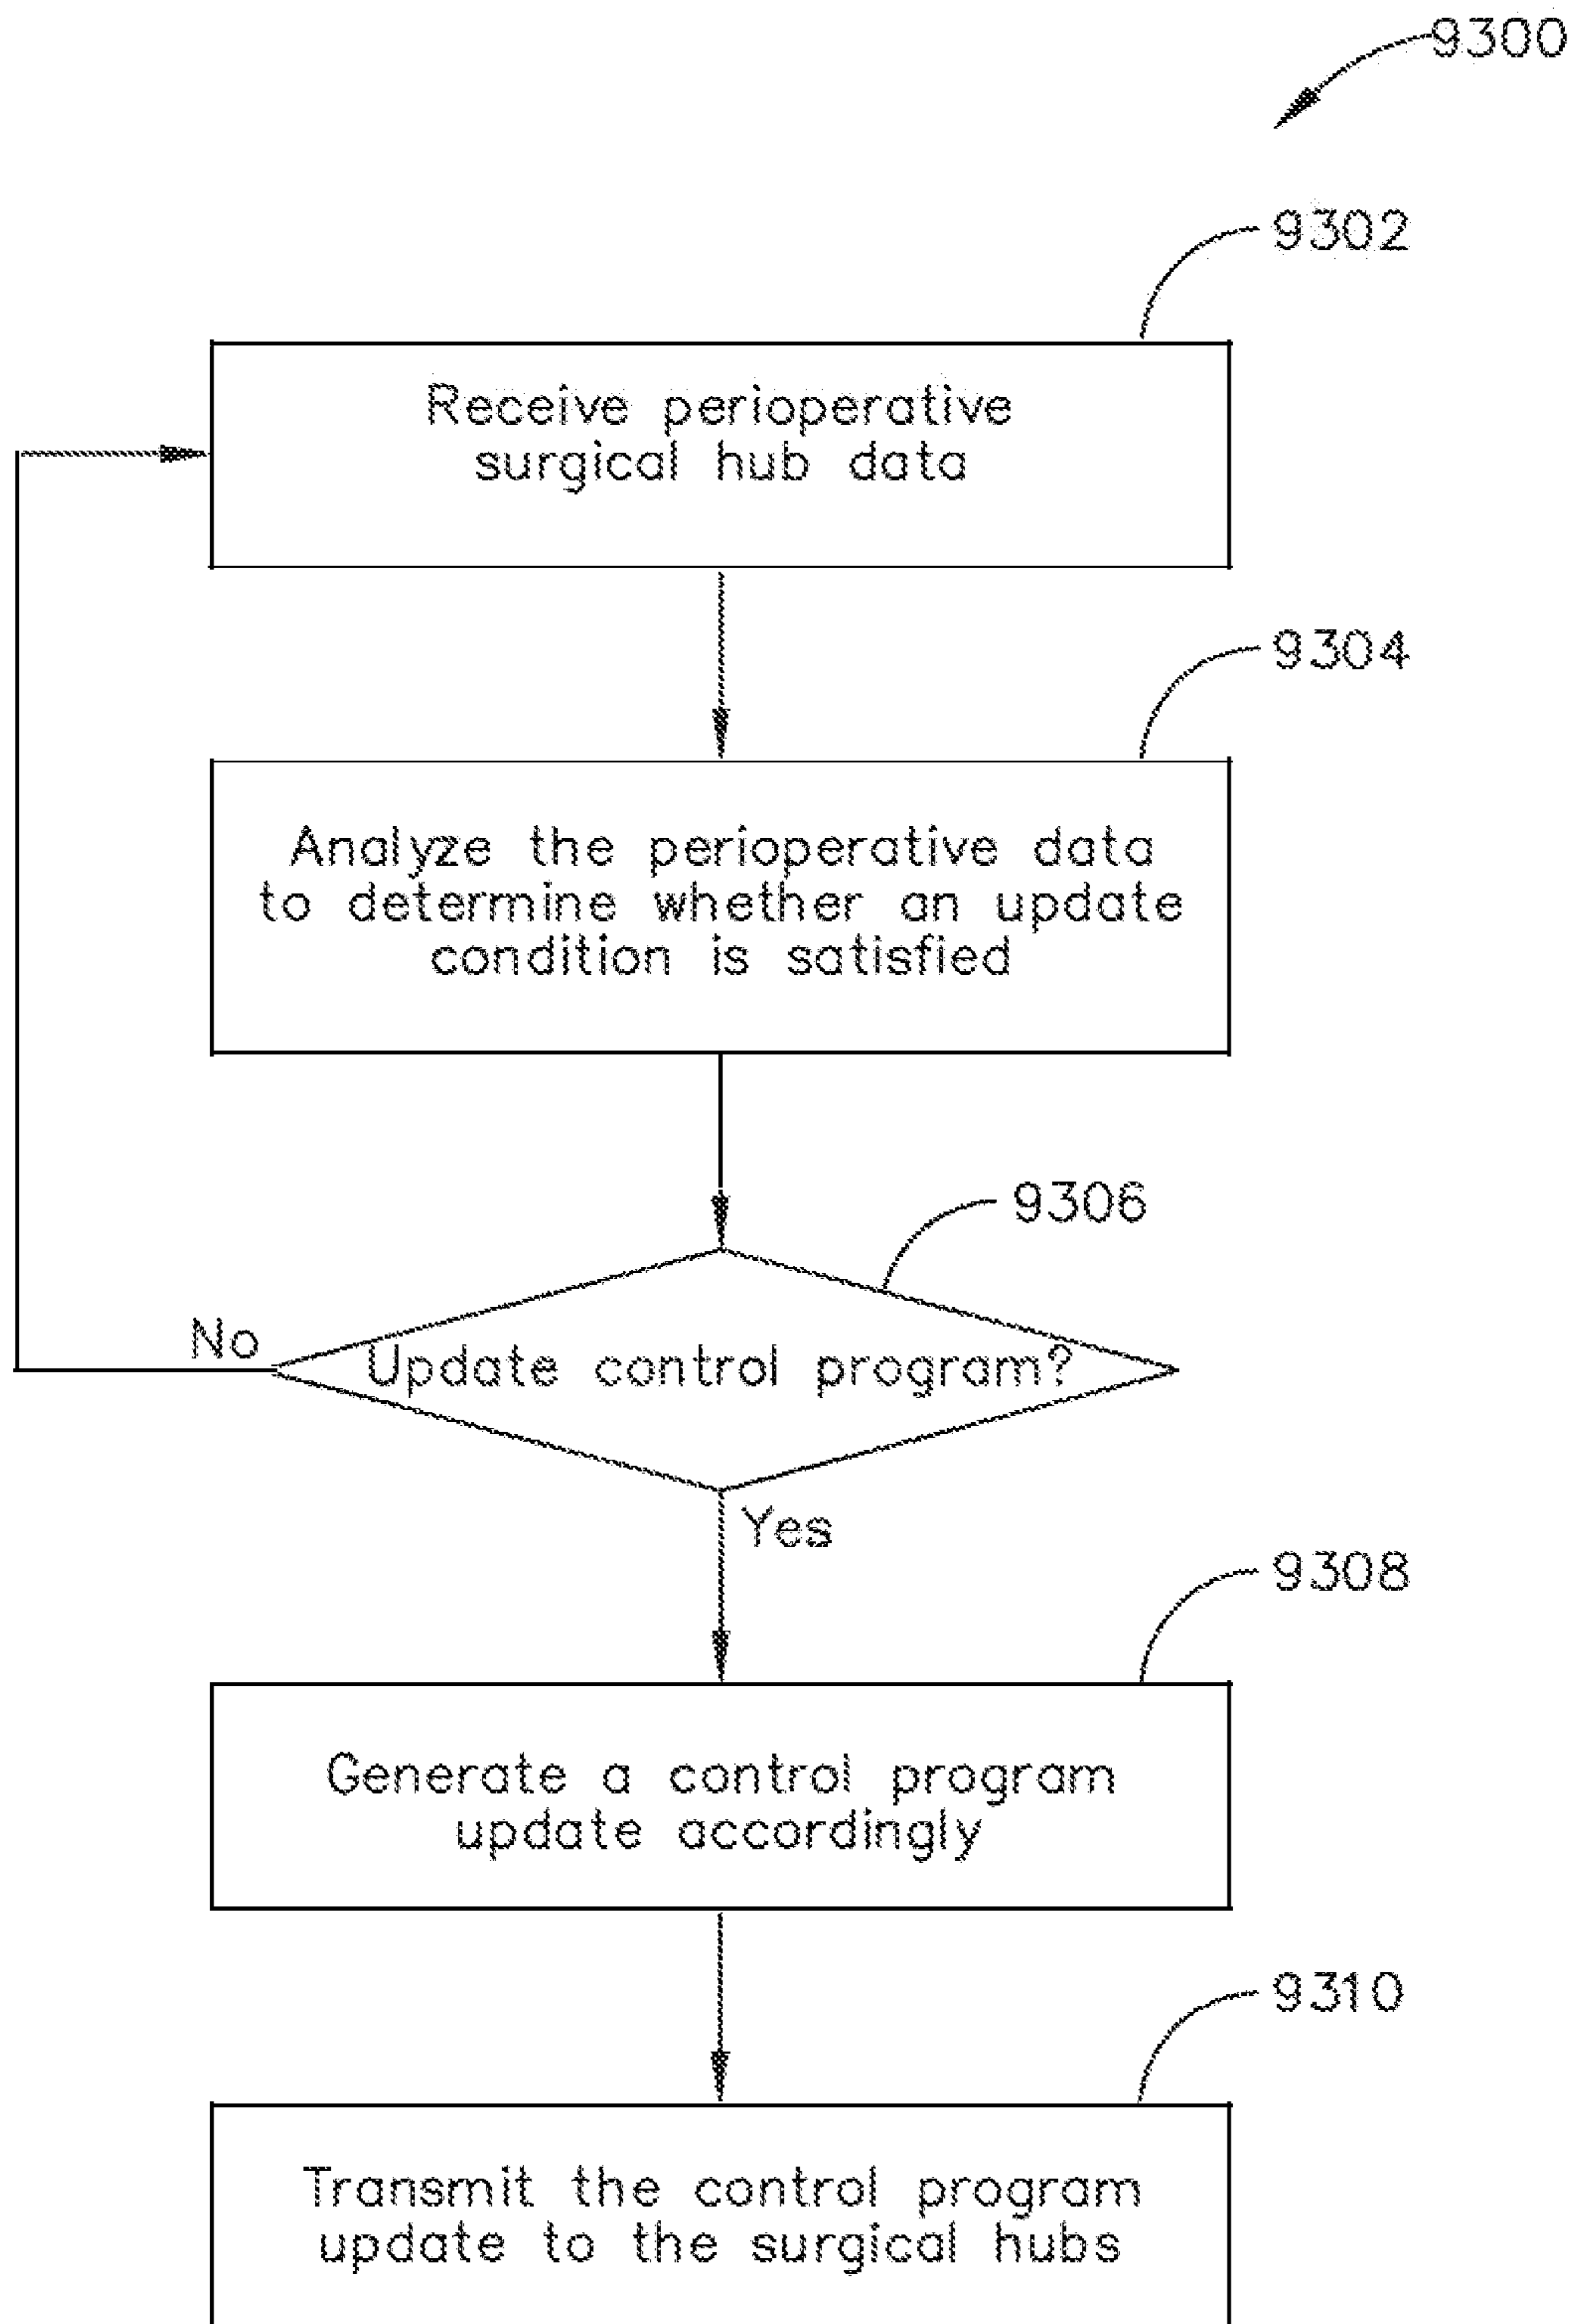 9300
9302
Receive perioperative
surgical hub data
9304
Analyze the perioperative data
to determine whether an update
condition is satisfied
9306
No
Update control program?
Yes
9308
Generate a control program
update accordingly
9310
Transmit the control program
update to the surgical hubs